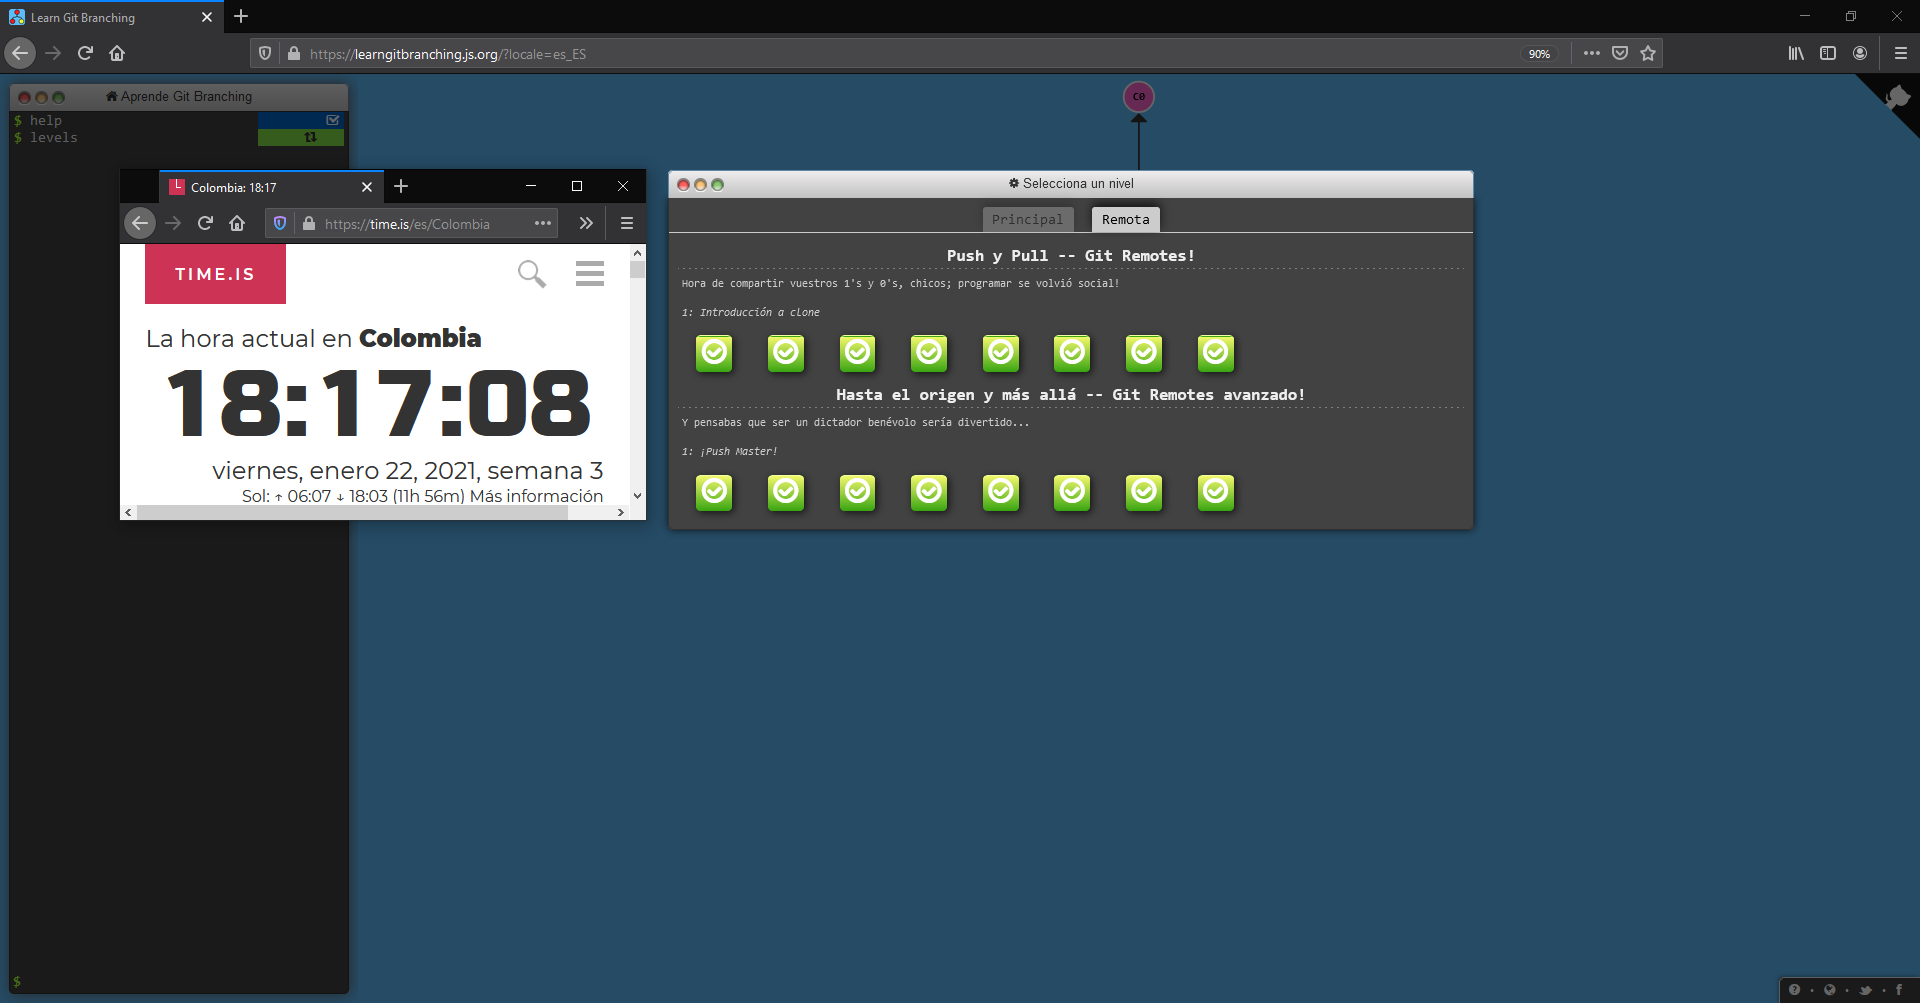 Learn Git Branching
https://learngitbranching.js.org/?locale=es_ES
90%
Aprende Git Branching
$ help
$ levels
$
C0
Colombia: 18:17
https://time.is/es/Colombia
TIME.IS
La hora actual en Colombia
18:17:08
viernes, enero 22, 2021, semana 3
Sol: ↑ 06:07 ↓ 18:03 (11h 56m) Más información
Selecciona un nivel
Principal
Remota
Push y Pull -- Git Remotes!
Hora de compartir vuestros 1's y 0's, chicos; programar se volvió social!
1: Introducción a clone
Hasta el origen y más allá -- Git Remotes avanzado!
Y pensabas que ser un dictador benévolo sería divertido...
1: ¡Push Master!